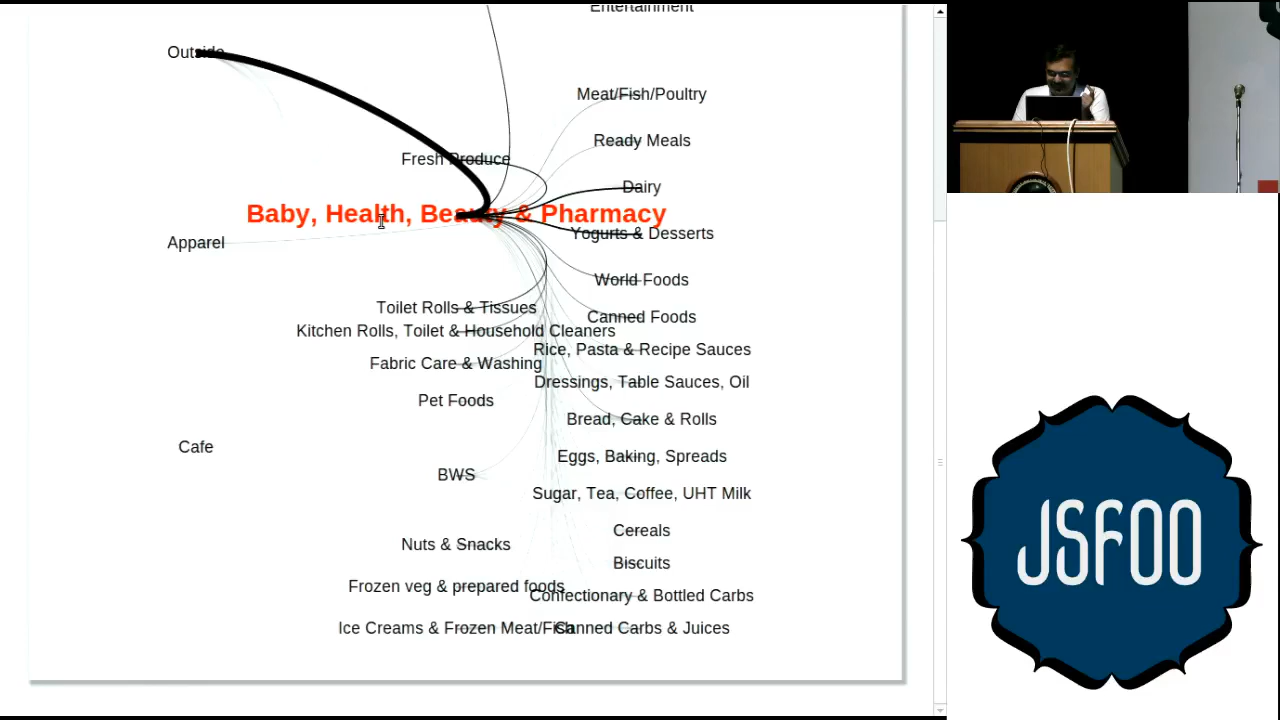 Entertainment
Outside
Meat/Fish/Poultry
Ready Meals
Fresh Produce
Dairy
Baby, Health, Beauty & Pharmacy
Yogurts & Desserts
Apparel
World Foods
Toilet Rolls & Tissues
Canned Foods
Kitchen Rolls, Toilet & Household Cleaners
Rice, Pasta & Recipe Sauces
Fabric Care & Washing
Dressings, Table Sauces, Oil
Pet Foods
Bread, Cake & Rolls
Cafe
Eggs, Baking, Spreads
BWS
Sugar, Tea, Coffee, UHT Milk
Cereals
Nuts & Snacks
Biscuits
Frozen veg & prepared foods
Confectionary & Bottled Carbs
Ice Creams & Frozen Meat/Fish
Canned Carbs & Juices
JSFOO